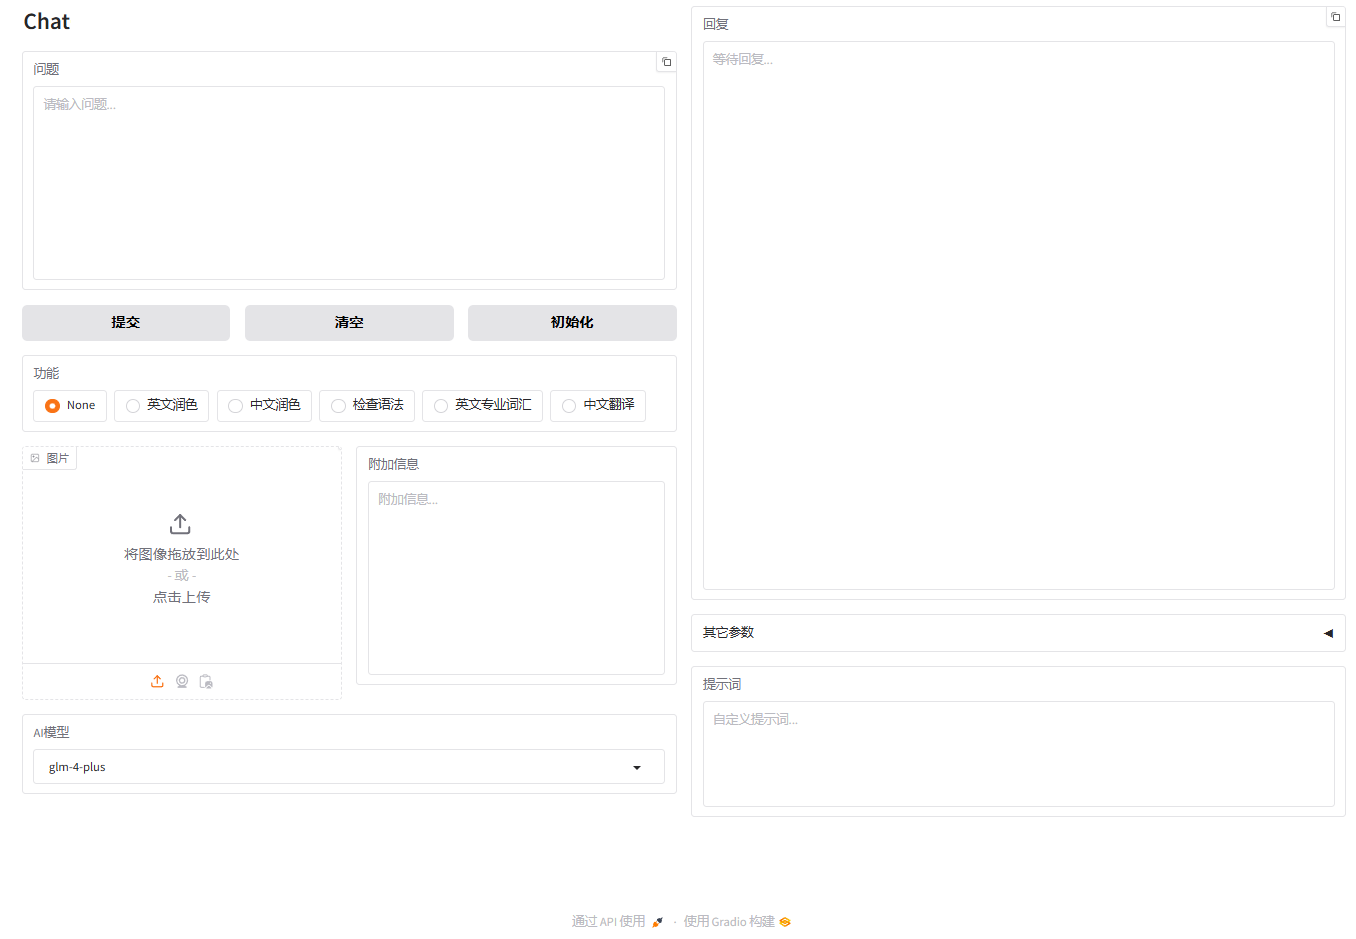 Chat
问题
请输入问题...
提交
清空
初始化
功能
None
英文润色
中文润色
检查语法
英文专业词汇
中文翻译
图片
将图像拖放到此处
- 或 -
点击上传
附加信息
附加信息...
AI模型
glm-4-plus
回复
等待回复...
其它参数
提示词
自定义提示词...
通过 API 使用 · 使用 Gradio 构建